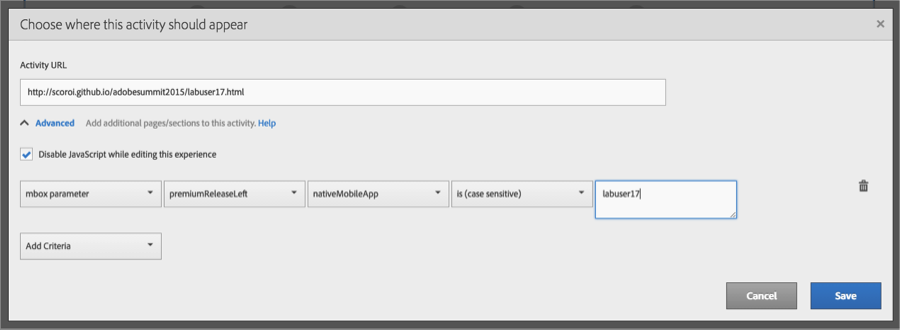 Choose where this activity should appear ×
Activity URL
http://scoroi.github.io/adobesummit2015/labuser17.html
Advanced Add additional pages/sections to this activity. Help
Disable JavaScript while editing this experience
mbox parameter premiumReleaseLeft nativeMobileApp is (case sensitive) labuser17
Add Criteria
Cancel Save